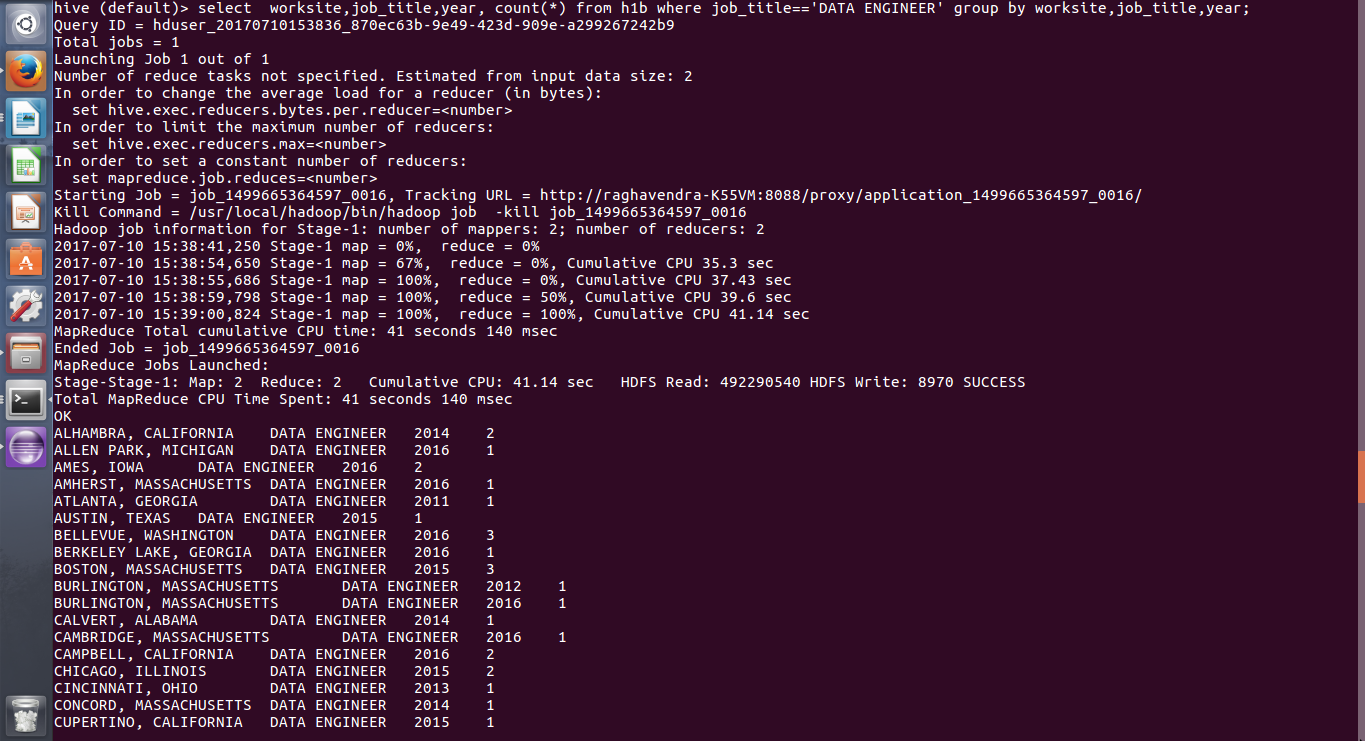 hive (default)> select  worksite,job_title,year, count(*) from h1b where job_title=='DATA ENGINEER' group by worksite,job_title,year;
Query ID = hduser_20170710153836_870ec63b-9e49-423d-909e-a299267242b9
Total jobs = 1
Launching Job 1 out of 1
Number of reduce tasks not specified. Estimated from input data size: 2
In order to change the average load for a reducer (in bytes):
  set hive.exec.reducers.bytes.per.reducer=<number>
In order to limit the maximum number of reducers:
  set hive.exec.reducers.max=<number>
In order to set a constant number of reducers:
  set mapreduce.job.reduces=<number>
Starting Job = job_1499665364597_0016, Tracking URL = http://raghavendra-K55VM:8088/proxy/application_1499665364597_0016/
Kill Command = /usr/local/hadoop/bin/hadoop job  -kill job_1499665364597_0016
Hadoop job information for Stage-1: number of mappers: 2; number of reducers: 2
2017-07-10 15:38:41,250 Stage-1 map = 0%,  reduce = 0%
2017-07-10 15:38:54,650 Stage-1 map = 67%,  reduce = 0%, Cumulative CPU 35.3 sec
2017-07-10 15:38:55,686 Stage-1 map = 100%,  reduce = 0%, Cumulative CPU 37.43 sec
2017-07-10 15:38:59,798 Stage-1 map = 100%,  reduce = 50%, Cumulative CPU 39.6 sec
2017-07-10 15:39:00,824 Stage-1 map = 100%,  reduce = 100%, Cumulative CPU 41.14 sec
MapReduce Total cumulative CPU time: 41 seconds 140 msec
Ended Job = job_1499665364597_0016
MapReduce Jobs Launched:
Stage-Stage-1: Map: 2  Reduce: 2   Cumulative CPU: 41.14 sec   HDFS Read: 492290540 HDFS Write: 8970 SUCCESS
Total MapReduce CPU Time Spent: 41 seconds 140 msec
OK
ALHAMBRA, CALIFORNIA	DATA ENGINEER	2014	2
ALLEN PARK, MICHIGAN	DATA ENGINEER	2016	1
AMES, IOWA	DATA ENGINEER	2016	2
AMHERST, MASSACHUSETTS	DATA ENGINEER	2016	1
ATLANTA, GEORGIA	DATA ENGINEER	2011	1
AUSTIN, TEXAS	DATA ENGINEER	2015	1
BELLEVUE, WASHINGTON	DATA ENGINEER	2016	3
BERKELEY LAKE, GEORGIA	DATA ENGINEER	2016	1
BOSTON, MASSACHUSETTS	DATA ENGINEER	2015	3
BURLINGTON, MASSACHUSETTS	DATA ENGINEER	2012	1
BURLINGTON, MASSACHUSETTS	DATA ENGINEER	2016	1
CALVERT, ALABAMA	DATA ENGINEER	2014	1
CAMBRIDGE, MASSACHUSETTS	DATA ENGINEER	2016	1
CAMPBELL, CALIFORNIA	DATA ENGINEER	2016	2
CHICAGO, ILLINOIS	DATA ENGINEER	2015	2
CINCINNATI, OHIO	DATA ENGINEER	2013	1
CONCORD, MASSACHUSETTS	DATA ENGINEER	2014	1
CUPERTINO, CALIFORNIA	DATA ENGINEER	2015	1